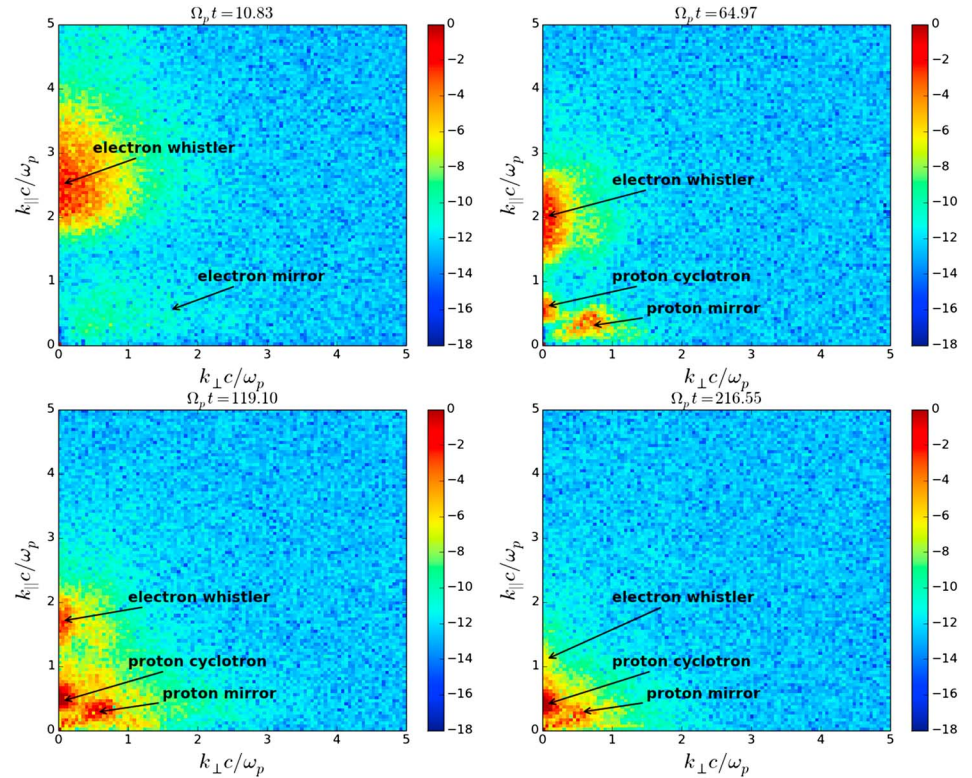 Ω_p t = 10.83
5
4
3
2
1
0
k_|| c/ω_p
0 1 2 3 4 5
k_⊥ c/ω_p
electron whistler
electron mirror
0
−2
−4
−6
−8
−10
−12
−14
−16
−18
Ω_p t = 64.97
5
4
3
2
1
0
k_|| c/ω_p
0 1 2 3 4 5
k_⊥ c/ω_p
electron whistler
proton cyclotron
proton mirror
0
−2
−4
−6
−8
−10
−12
−14
−16
−18
Ω_p t = 119.10
5
4
3
2
1
0
k_|| c/ω_p
0 1 2 3 4 5
k_⊥ c/ω_p
electron whistler
proton cyclotron
proton mirror
0
−2
−4
−6
−8
−10
−12
−14
−16
−18
Ω_p t = 216.55
5
4
3
2
1
0
k_|| c/ω_p
0 1 2 3 4 5
k_⊥ c/ω_p
electron whistler
proton cyclotron
proton mirror
0
−2
−4
−6
−8
−10
−12
−14
−16
−18